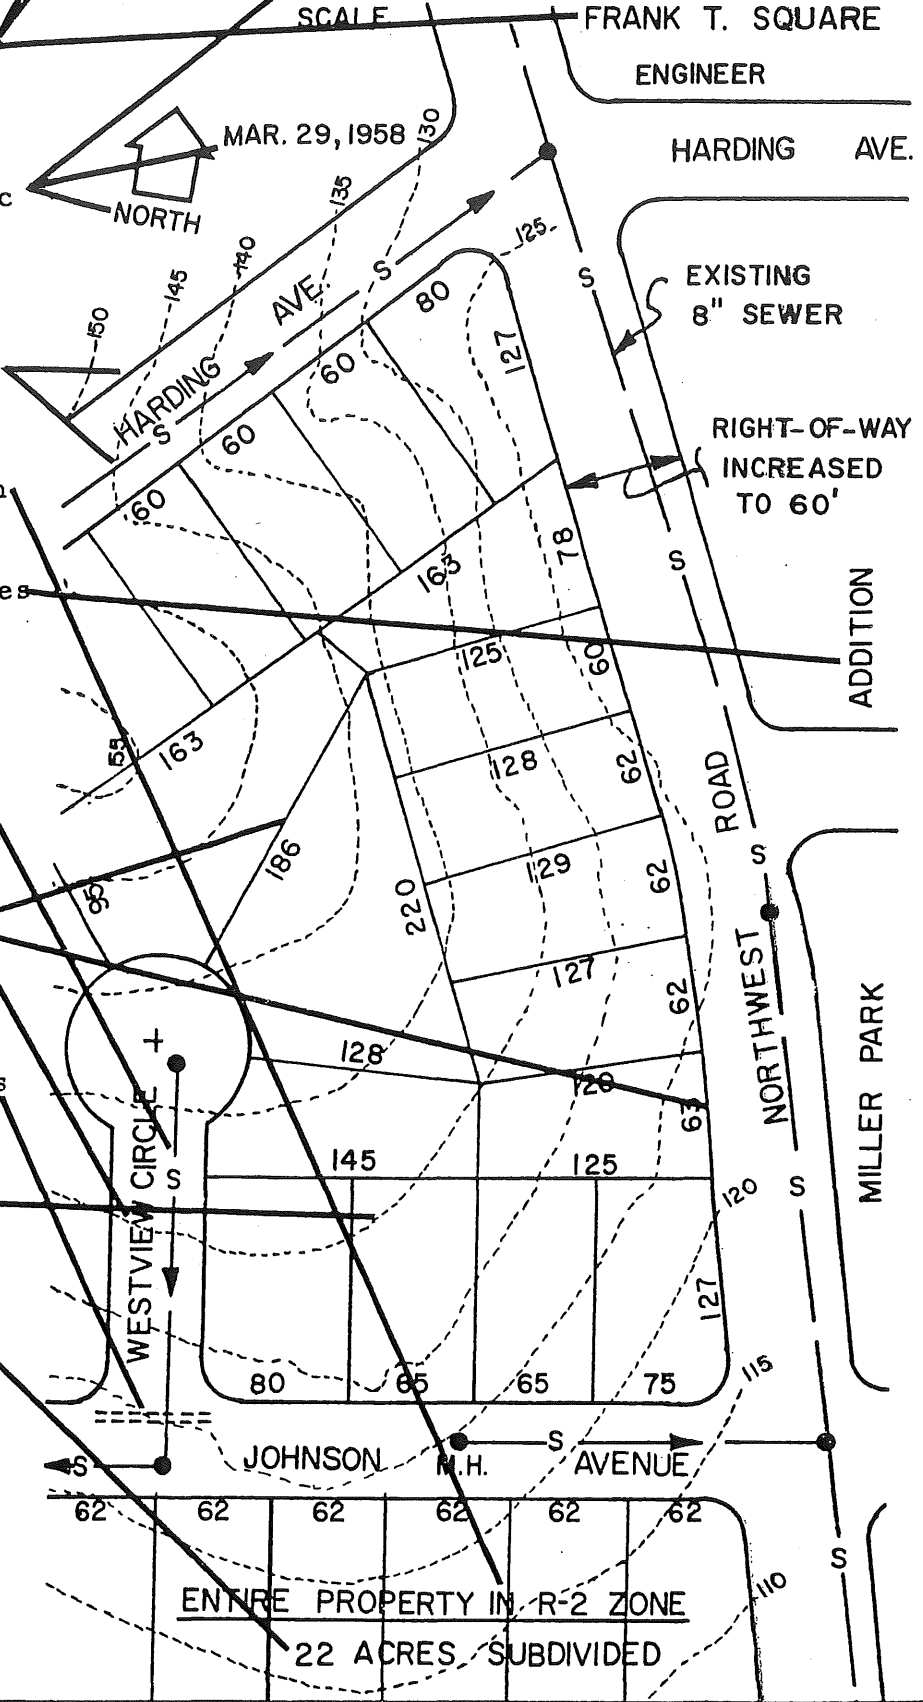 SCALE
FRANK T. SQUARE
ENGINEER
MAR. 29, 1958
NORTH
HARDING AVE.
c
130
135
140
145
150
125
S
80
HARDING AVE.
S
60
60
60
S
127
EXISTING
8" SEWER
RIGHT-OF-WAY
INCREASED
TO 60'
n
es
163
78
S
125
60
ADDITION
163
128
62
186
129
62
220
127
62
128
63
S
NORTHWEST ROAD
MILLER PARK
s
WESTVIEW CIRCLE
S
145
125
S
120
127
80
65
65
75
115
S
JOHNSON AVENUE
M.H.
S
62
62
62
62
62
62
S
110
ENTIRE PROPERTY IN R-2 ZONE
22 ACRES SUBDIVIDED